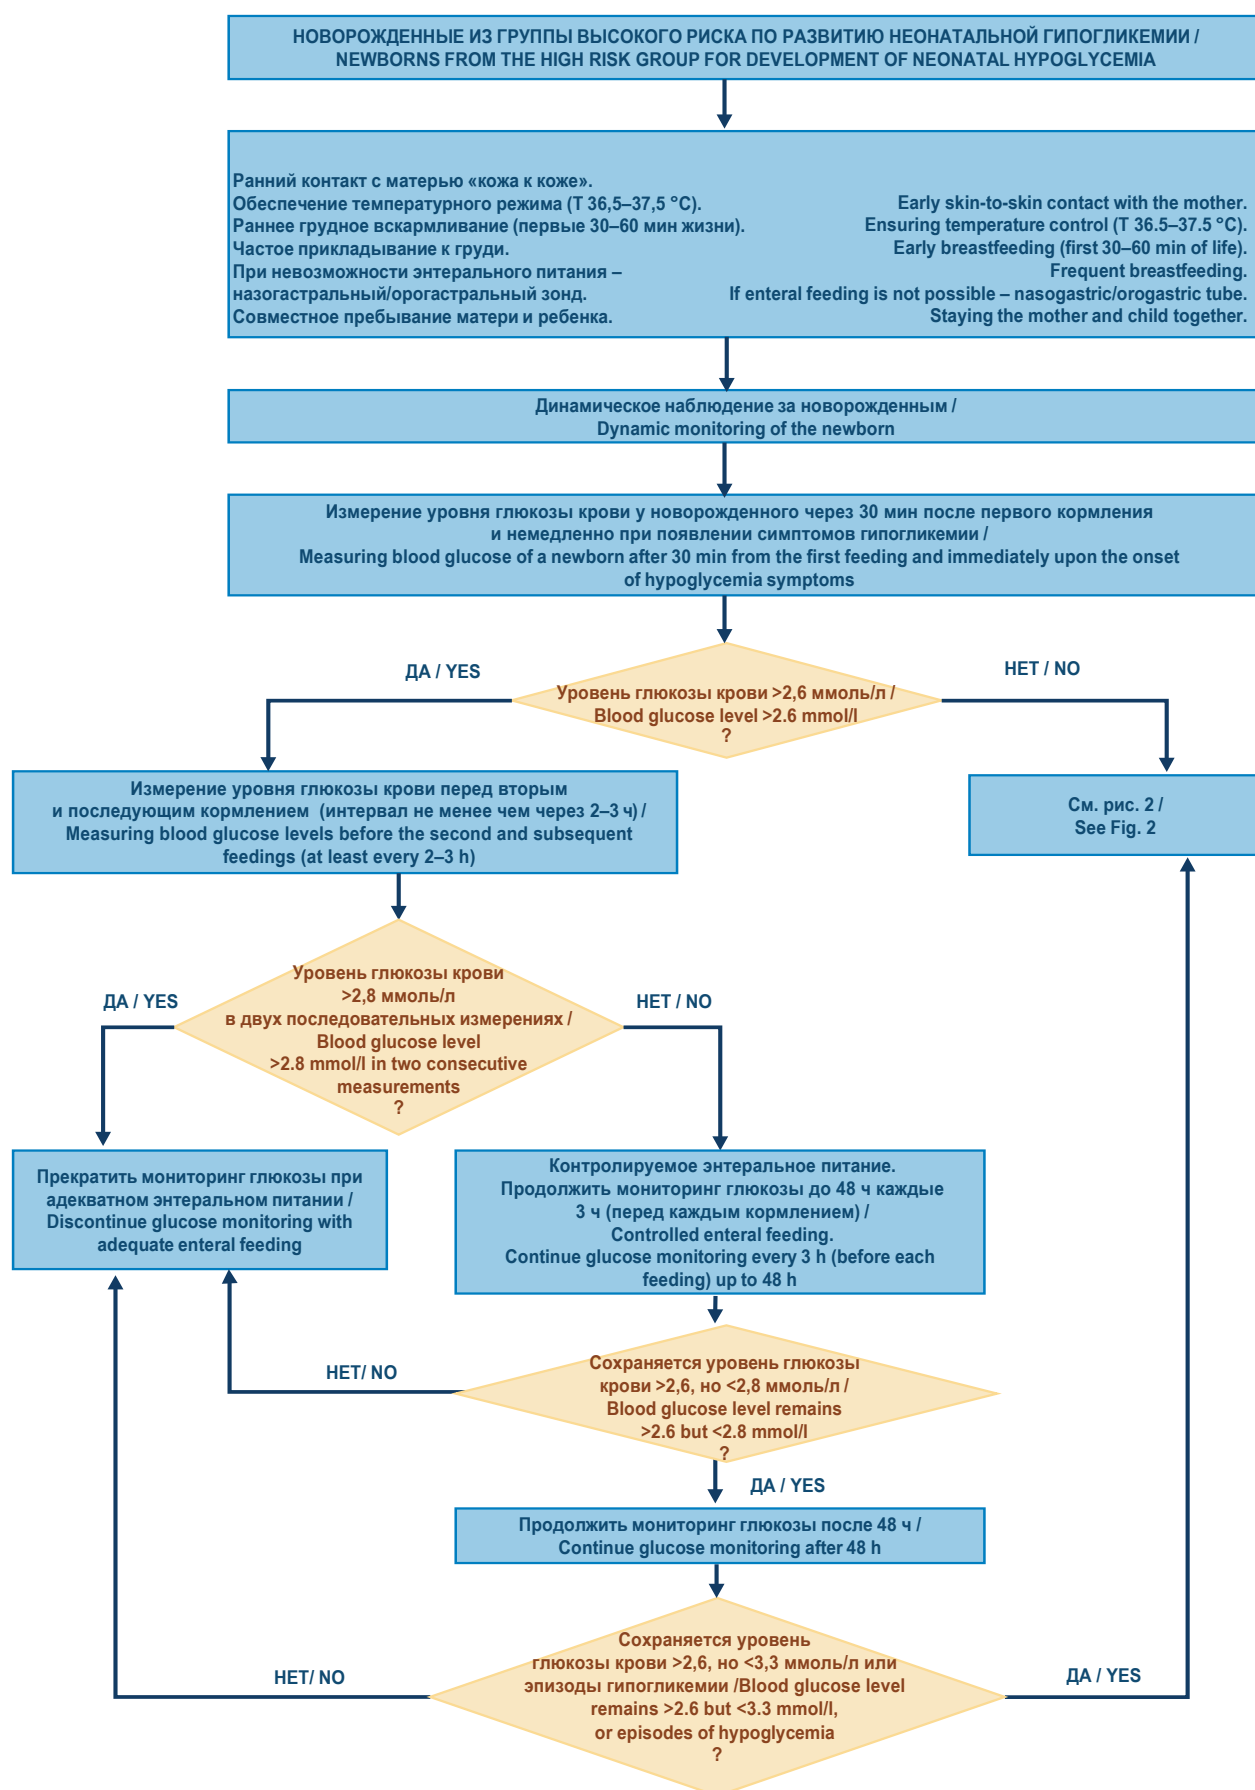 НОВОРОЖДЕННЫЕ ИЗ ГРУППЫ ВЫСОКОГО РИСКА ПО РАЗВИТИЮ НЕОНАТАЛЬНОЙ ГИПОГЛИКЕМИИ /
NEWBORNS FROM THE HIGH RISK GROUP FOR DEVELOPMENT OF NEONATAL HYPOGLYCEMIA
Ранний контакт с матерью «кожа к коже».
Обеспечение температурного режима (Т 36,5–37,5 °С).
Раннее грудное вскармливание (первые 30–60 мин жизни).
Частое прикладывание к груди.
При невозможности энтерального питания –
назогастральный/орогастральный зонд.
Совместное пребывание матери и ребенка.
Early skin-to-skin contact with the mother.
Ensuring temperature control (T 36.5–37.5 °C).
Early breastfeeding (first 30–60 min of life).
Frequent breastfeeding.
If enteral feeding is not possible – nasogastric/orogastric tube.
Staying the mother and child together.
Динамическое наблюдение за новорожденным /
Dynamic monitoring of the newborn
Измерение уровня глюкозы крови у новорожденного через 30 мин после первого кормления
и немедленно при появлении симптомов гипогликемии /
Measuring blood glucose of a newborn after 30 min from the first feeding and immediately upon the onset
of hypoglycemia symptoms
ДА / YES
НЕТ / NO
Уровень глюкозы крови >2,6 ммоль/л /
Blood glucose level >2.6 mmol/l
?
Измерение уровня глюкозы крови перед вторым
и последующим кормлением (интервал не менее чем через 2–3 ч) /
Measuring blood glucose levels before the second and subsequent
feedings (at least every 2–3 h)
См. рис. 2 /
See Fig. 2
Уровень глюкозы крови
>2,8 ммоль/л
в двух последовательных измерениях /
Blood glucose level
>2.8 mmol/l in two consecutive
measurements
?
ДА / YES
НЕТ / NO
Прекратить мониторинг глюкозы при
адекватном энтеральном питании /
Discontinue glucose monitoring with
adequate enteral feeding
Контролируемое энтеральное питание.
Продолжить мониторинг глюкозы до 48 ч каждые
3 ч (перед каждым кормлением) /
Controlled enteral feeding.
Continue glucose monitoring every 3 h (before each
feeding) up to 48 h
НЕТ/ NO
Сохраняется уровень глюкозы
крови >2,6, но <2,8 ммоль/л /
Blood glucose level remains
>2.6 but <2.8 mmol/l
?
ДА / YES
Продолжить мониторинг глюкозы после 48 ч /
Continue glucose monitoring after 48 h
НЕТ/ NO
Сохраняется уровень
глюкозы крови >2,6, но <3,3 ммоль/л или
эпизоды гипогликемии /Blood glucose level
remains >2.6 but <3.3 mmol/l,
or episodes of hypoglycemia
?
ДА / YES